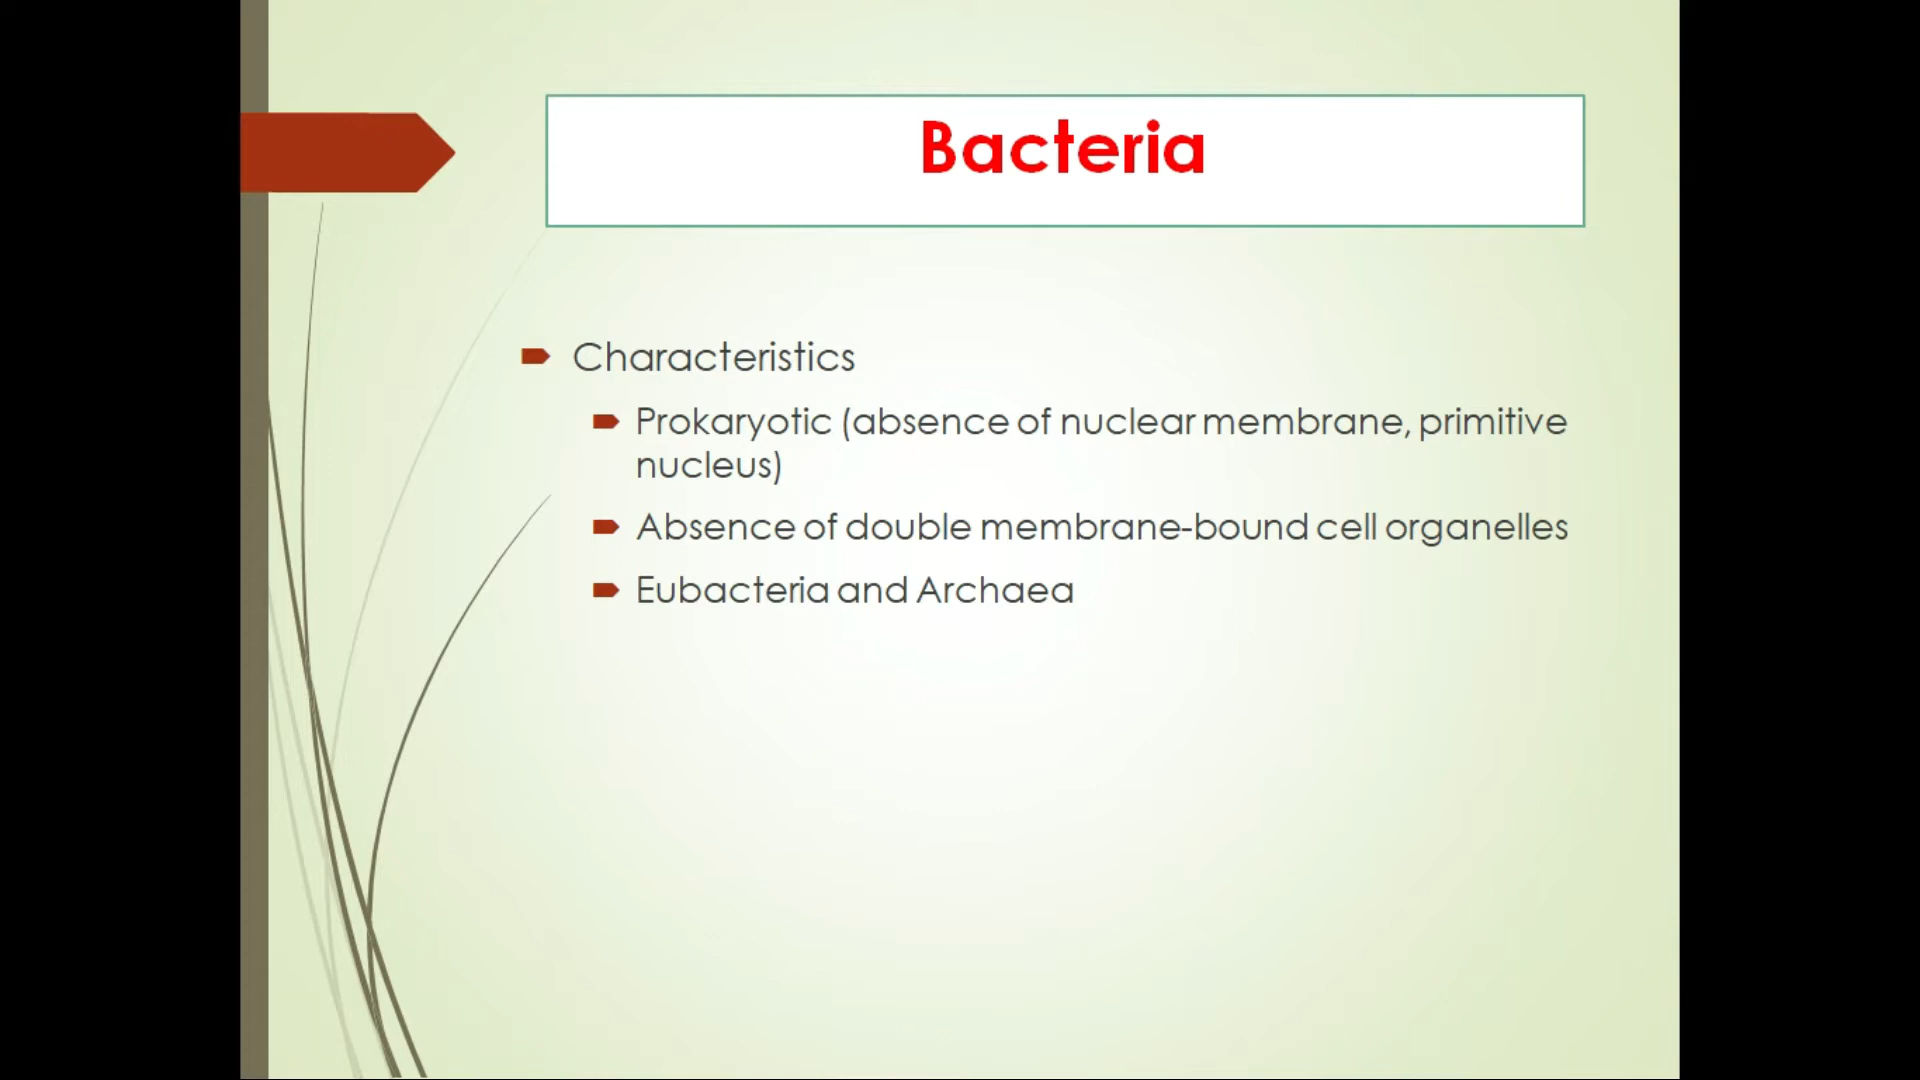 Bacteria
Characteristics
Prokaryotic (absence of nuclear membrane, primitive
nucleus)
Absence of double membrane-bound cell organelles
Eubacteria and Archaea